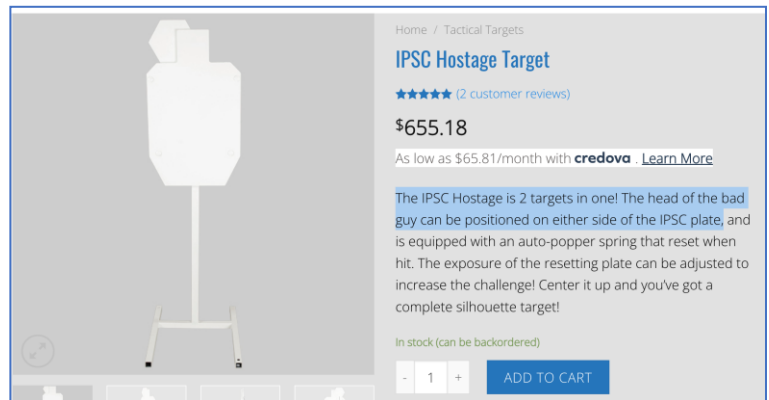 Home / Tactical Targets
IPSC Hostage Target
(2 customer reviews)
$655.18
As low as $65.81/month with credova . Learn More
The IPSC Hostage is 2 targets in one! The head of the bad
guy can be positioned on either side of the IPSC plate, and
is equipped with an auto-popper spring that reset when
hit. The exposure of the resetting plate can be adjusted to
increase the challenge! Center it up and you've got a
complete silhouette target!
In stock (can be backordered)
- 1 +
ADD TO CART